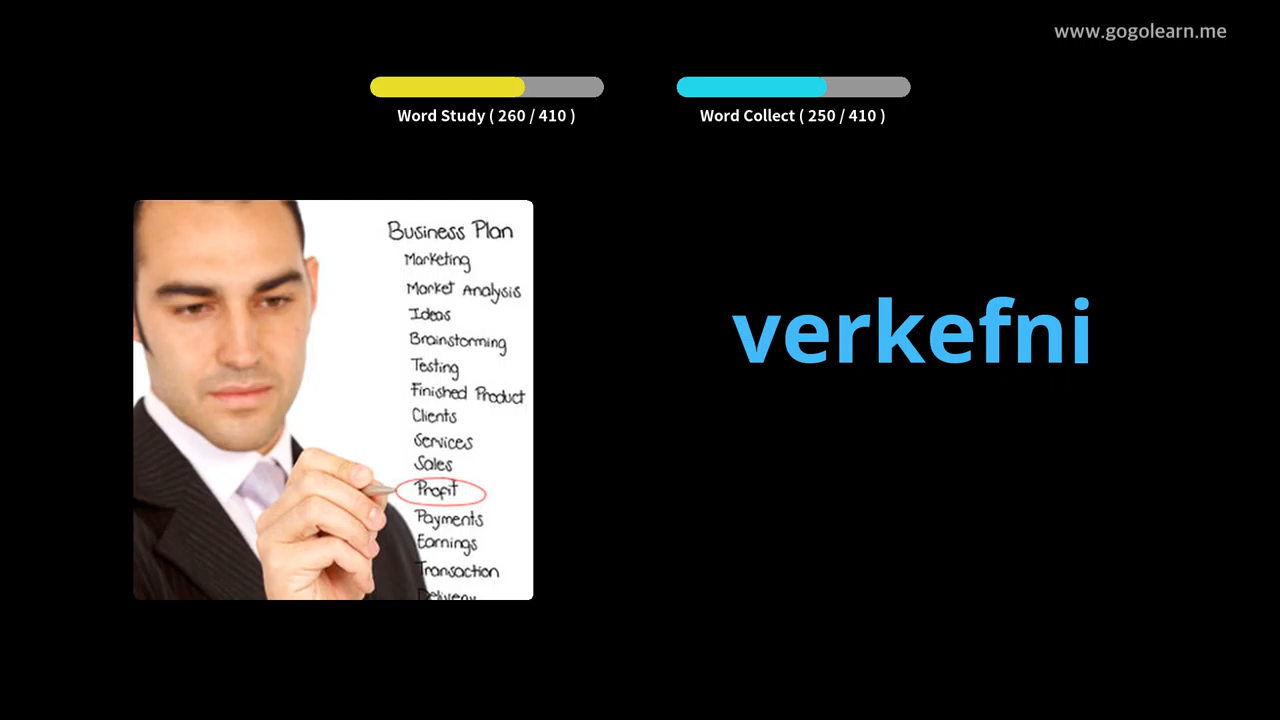 www.gogolearn.me
Word Study ( 260 / 410 )
Word Collect ( 250 / 410 )
Business Plan
Marketing
Market Analysis
Ideas
Brainstorming
Testing
Finished Product
Clients
Services
Sales
Profit
Payments
Earnings
Transaction
Delivery
verkefni